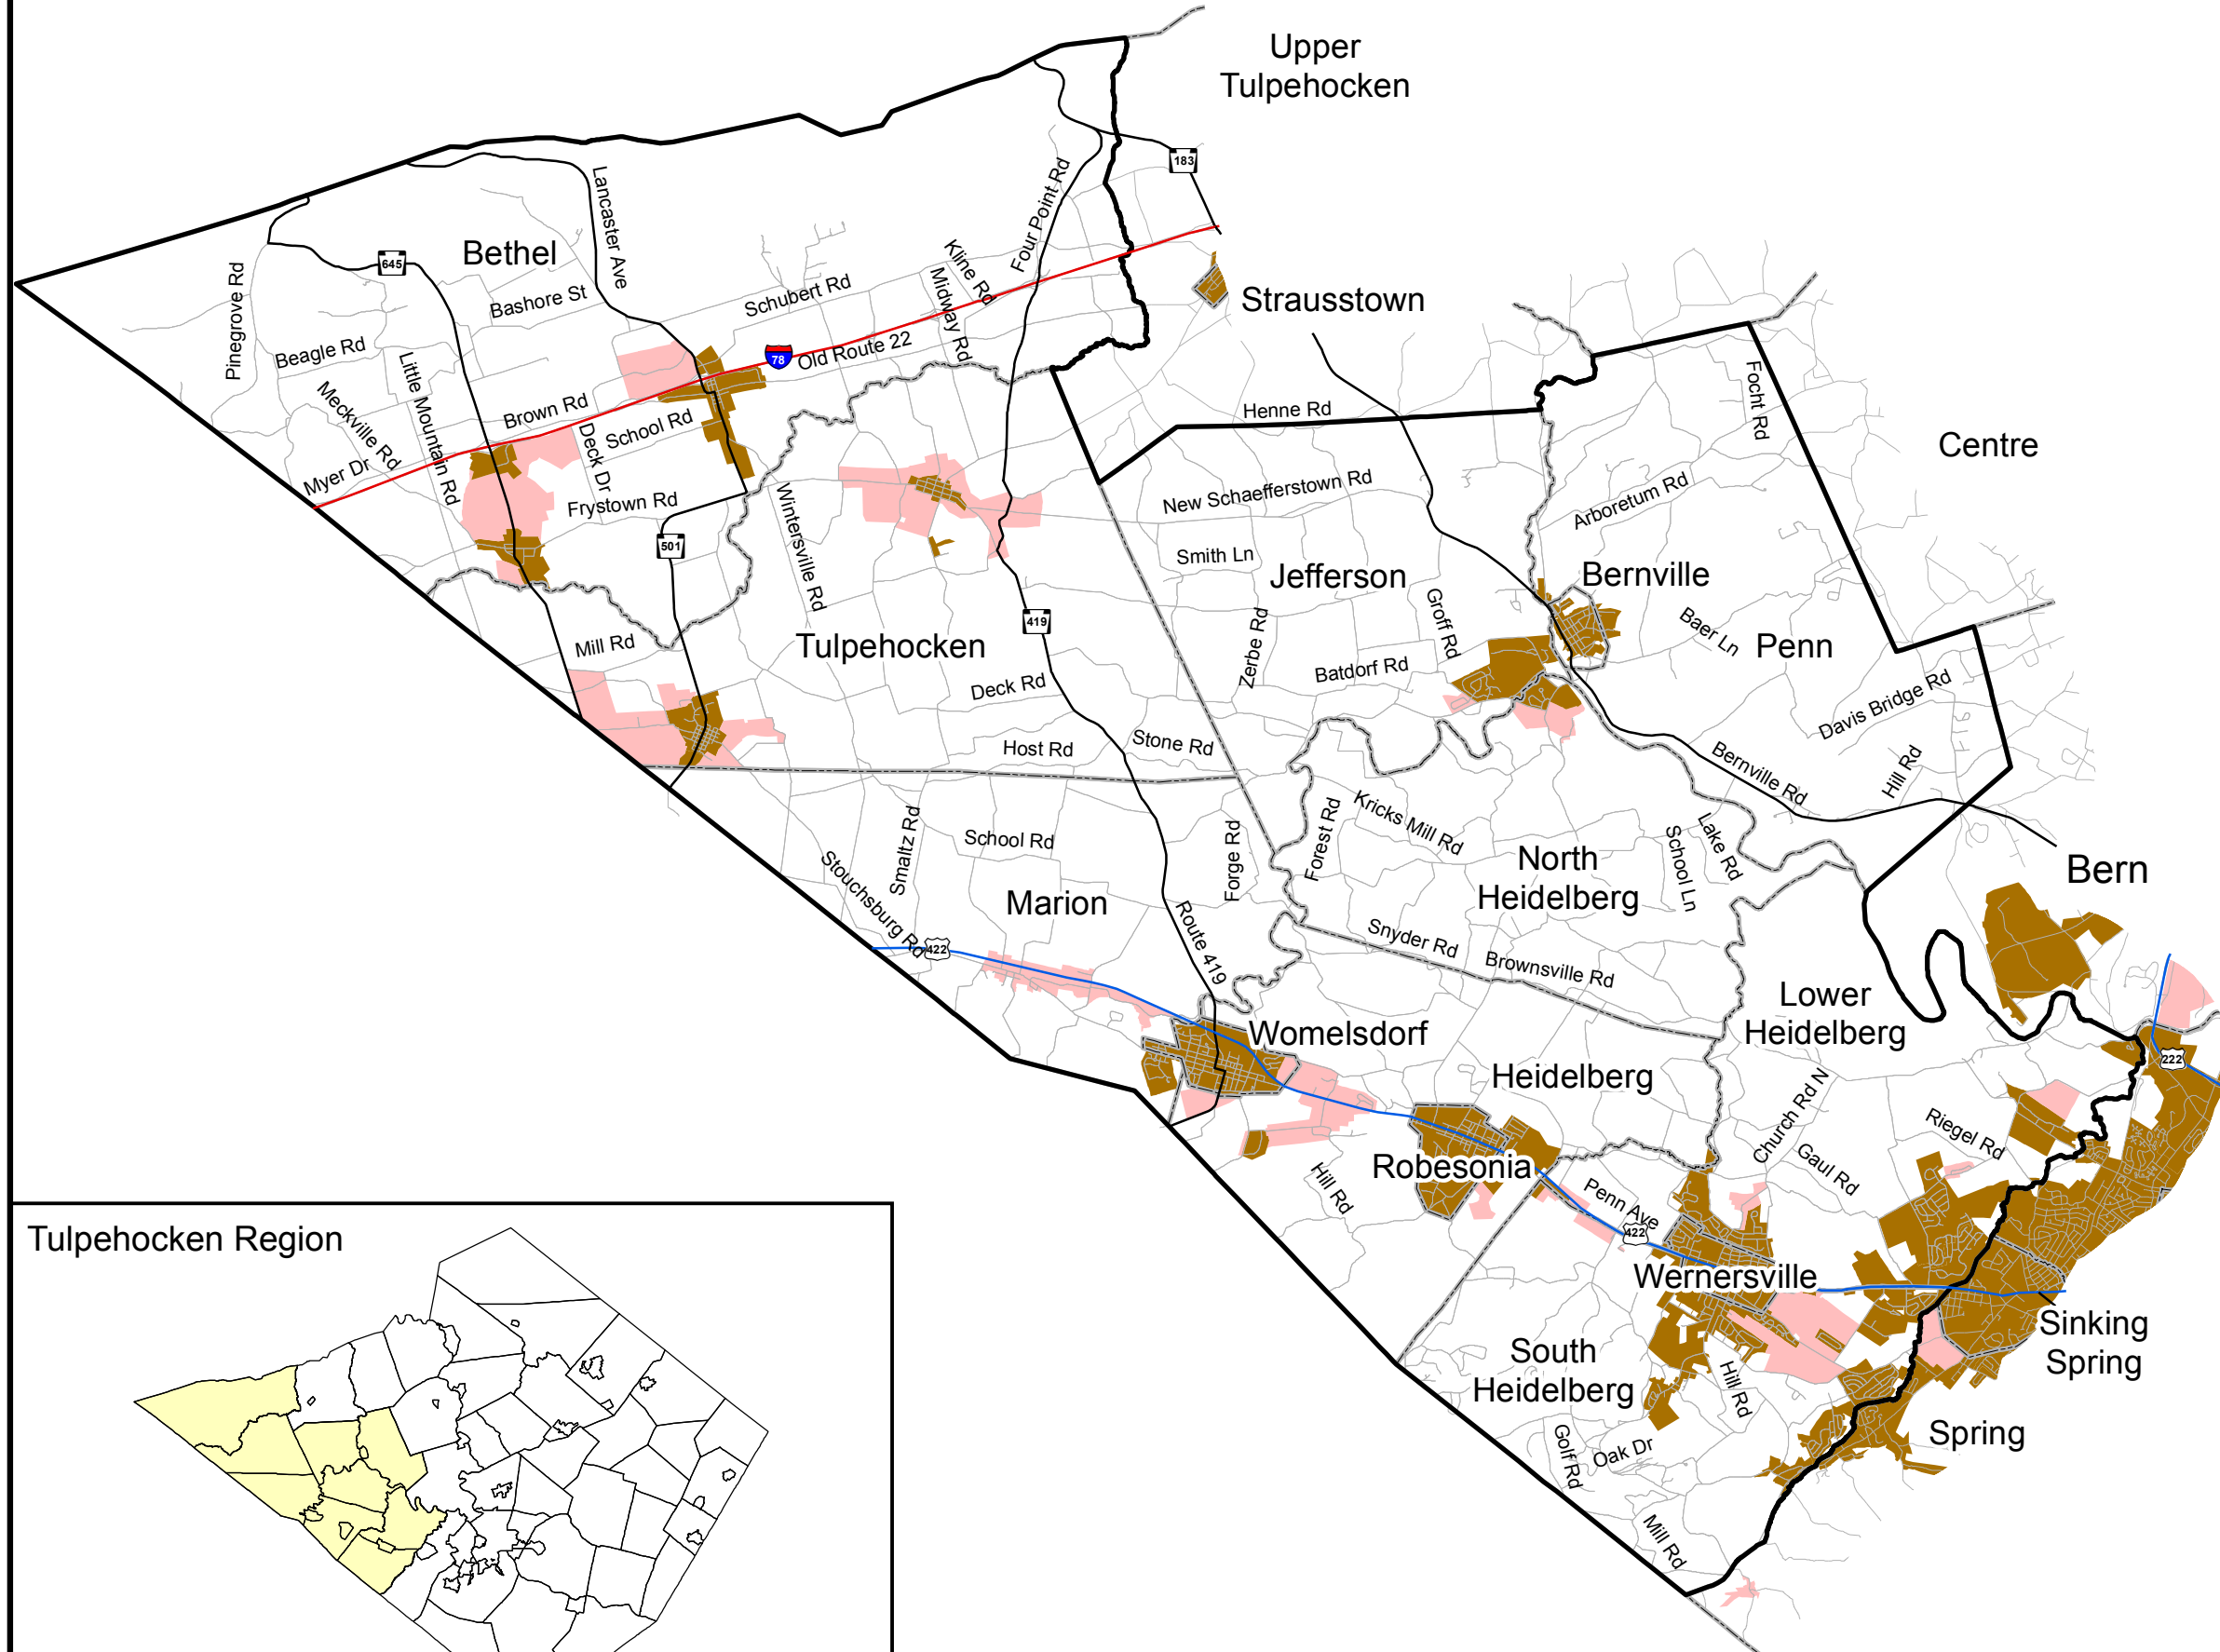 Upper
Tulpehocken
183
Lancaster Ave
Four Point Rd
Bethel
645
Pinegrove Rd
Kline Rd
Midway Rd
Bashore St
Schubert Rd
Strausstown
Beagle Rd
Little Mountain Rd
78
Old Route 22
Focht Rd
Meckville Rd
Brown Rd
School Rd
Deck Dr
Henne Rd
Centre
Myer Dr
Frystown Rd
Wintersville Rd
New Schaefferstown Rd
Arboretum Rd
501
Smith Ln
Jefferson
Bernville
Groff Rd
419
Zerbe Rd
Baer Ln
Penn
Mill Rd
Tulpehocken
Batdorf Rd
Deck Rd
Davis Bridge Rd
Host Rd
Stone Rd
Bernville Rd
Hill Rd
Smaltz Rd
School Rd
Forge Rd
Forest Rd
Kricks Mill Rd
School Ln
Lake Rd
North
Heidelberg
Bern
Stouchsburg Rd
Marion
Route 419
422
Snyder Rd
Brownsville Rd
Lower
Heidelberg
Womelsdorf
222
Heidelberg
Church Rd N
Riegel Rd
Gaul Rd
Robesonia
Hill Rd
Penn Ave
422
Wernersville
Sinking
Spring
South
Heidelberg
Hill Rd
Spring
Golf Rd
Oak Dr
Mill Rd
Tulpehocken Region